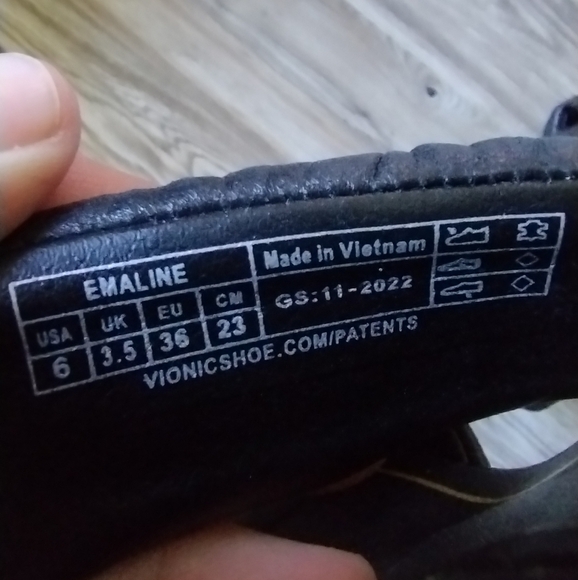 EMALINE
USA UK EU CM
6 3.5 36 23
Made in Vietnam
GS:11-2022
VIONICSHOE.COM/PATENTS